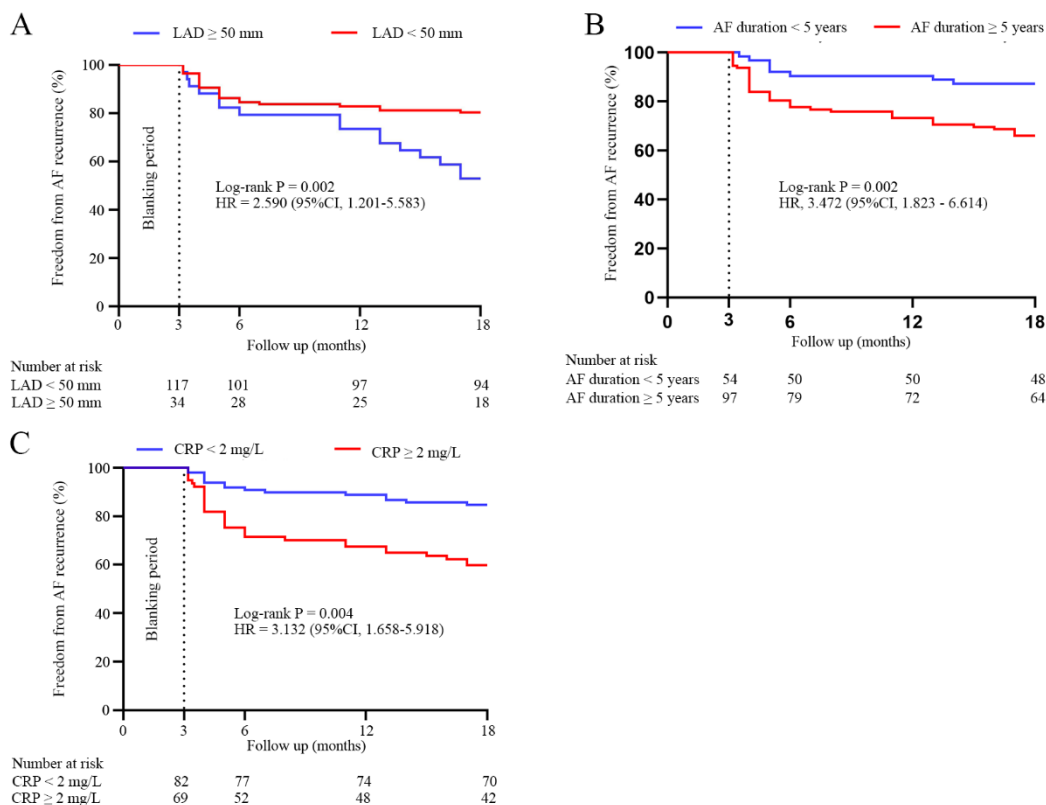 A
LAD ≥ 50 mm LAD < 50 mm
Freedom from AF recurrence (%)
100
80
60
40
20
0
Blanking period
Log-rank P = 0.002
HR = 2.590 (95%CI, 1.201-5.583)
0 3 6 12 18
Follow up (months)
Number at risk
LAD < 50 mm 117 101 97 94
LAD ≥ 50 mm 34 28 25 18
B
AF duration < 5 years AF duration ≥ 5 years
Freedom from AF recurrence (%)
100
80
60
40
20
0
Log-rank P = 0.002
HR, 3.472 (95%CI, 1.823 - 6.614)
0 3 6 12 18
Follow up (months)
Number at risk
AF duration < 5 years 54 50 50 48
AF duration ≥ 5 years 97 79 72 64
C
CRP < 2 mg/L CRP ≥ 2 mg/L
Freedom from AF recurrence (%)
100
80
60
40
20
0
Blanking period
Log-rank P = 0.004
HR = 3.132 (95%CI, 1.658-5.918)
0 3 6 12 18
Follow up (months)
Number at risk
CRP < 2 mg/L 82 77 74 70
CRP ≥ 2 mg/L 69 52 48 42